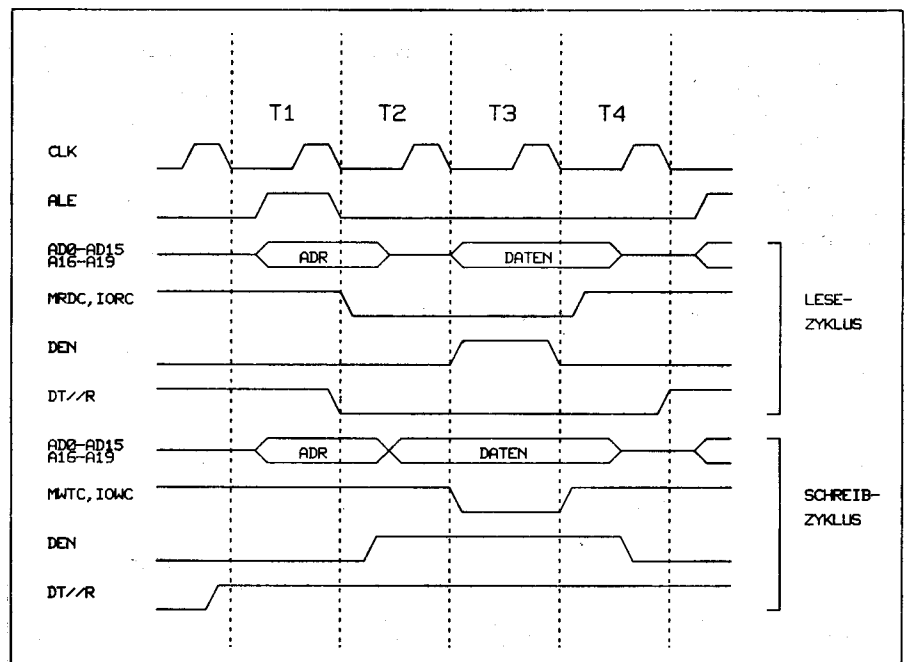 T1 T2 T3 T4
CLK
ALE
AD0-AD15
A16-A19
ADR DATEN
MRDC, IORC
DEN
DT//R
LESE-
ZYKLUS
AD0-AD15
A16-A19
ADR DATEN
MWTC, IOWC
DEN
DT//R
SCHREIB-
ZYKLUS